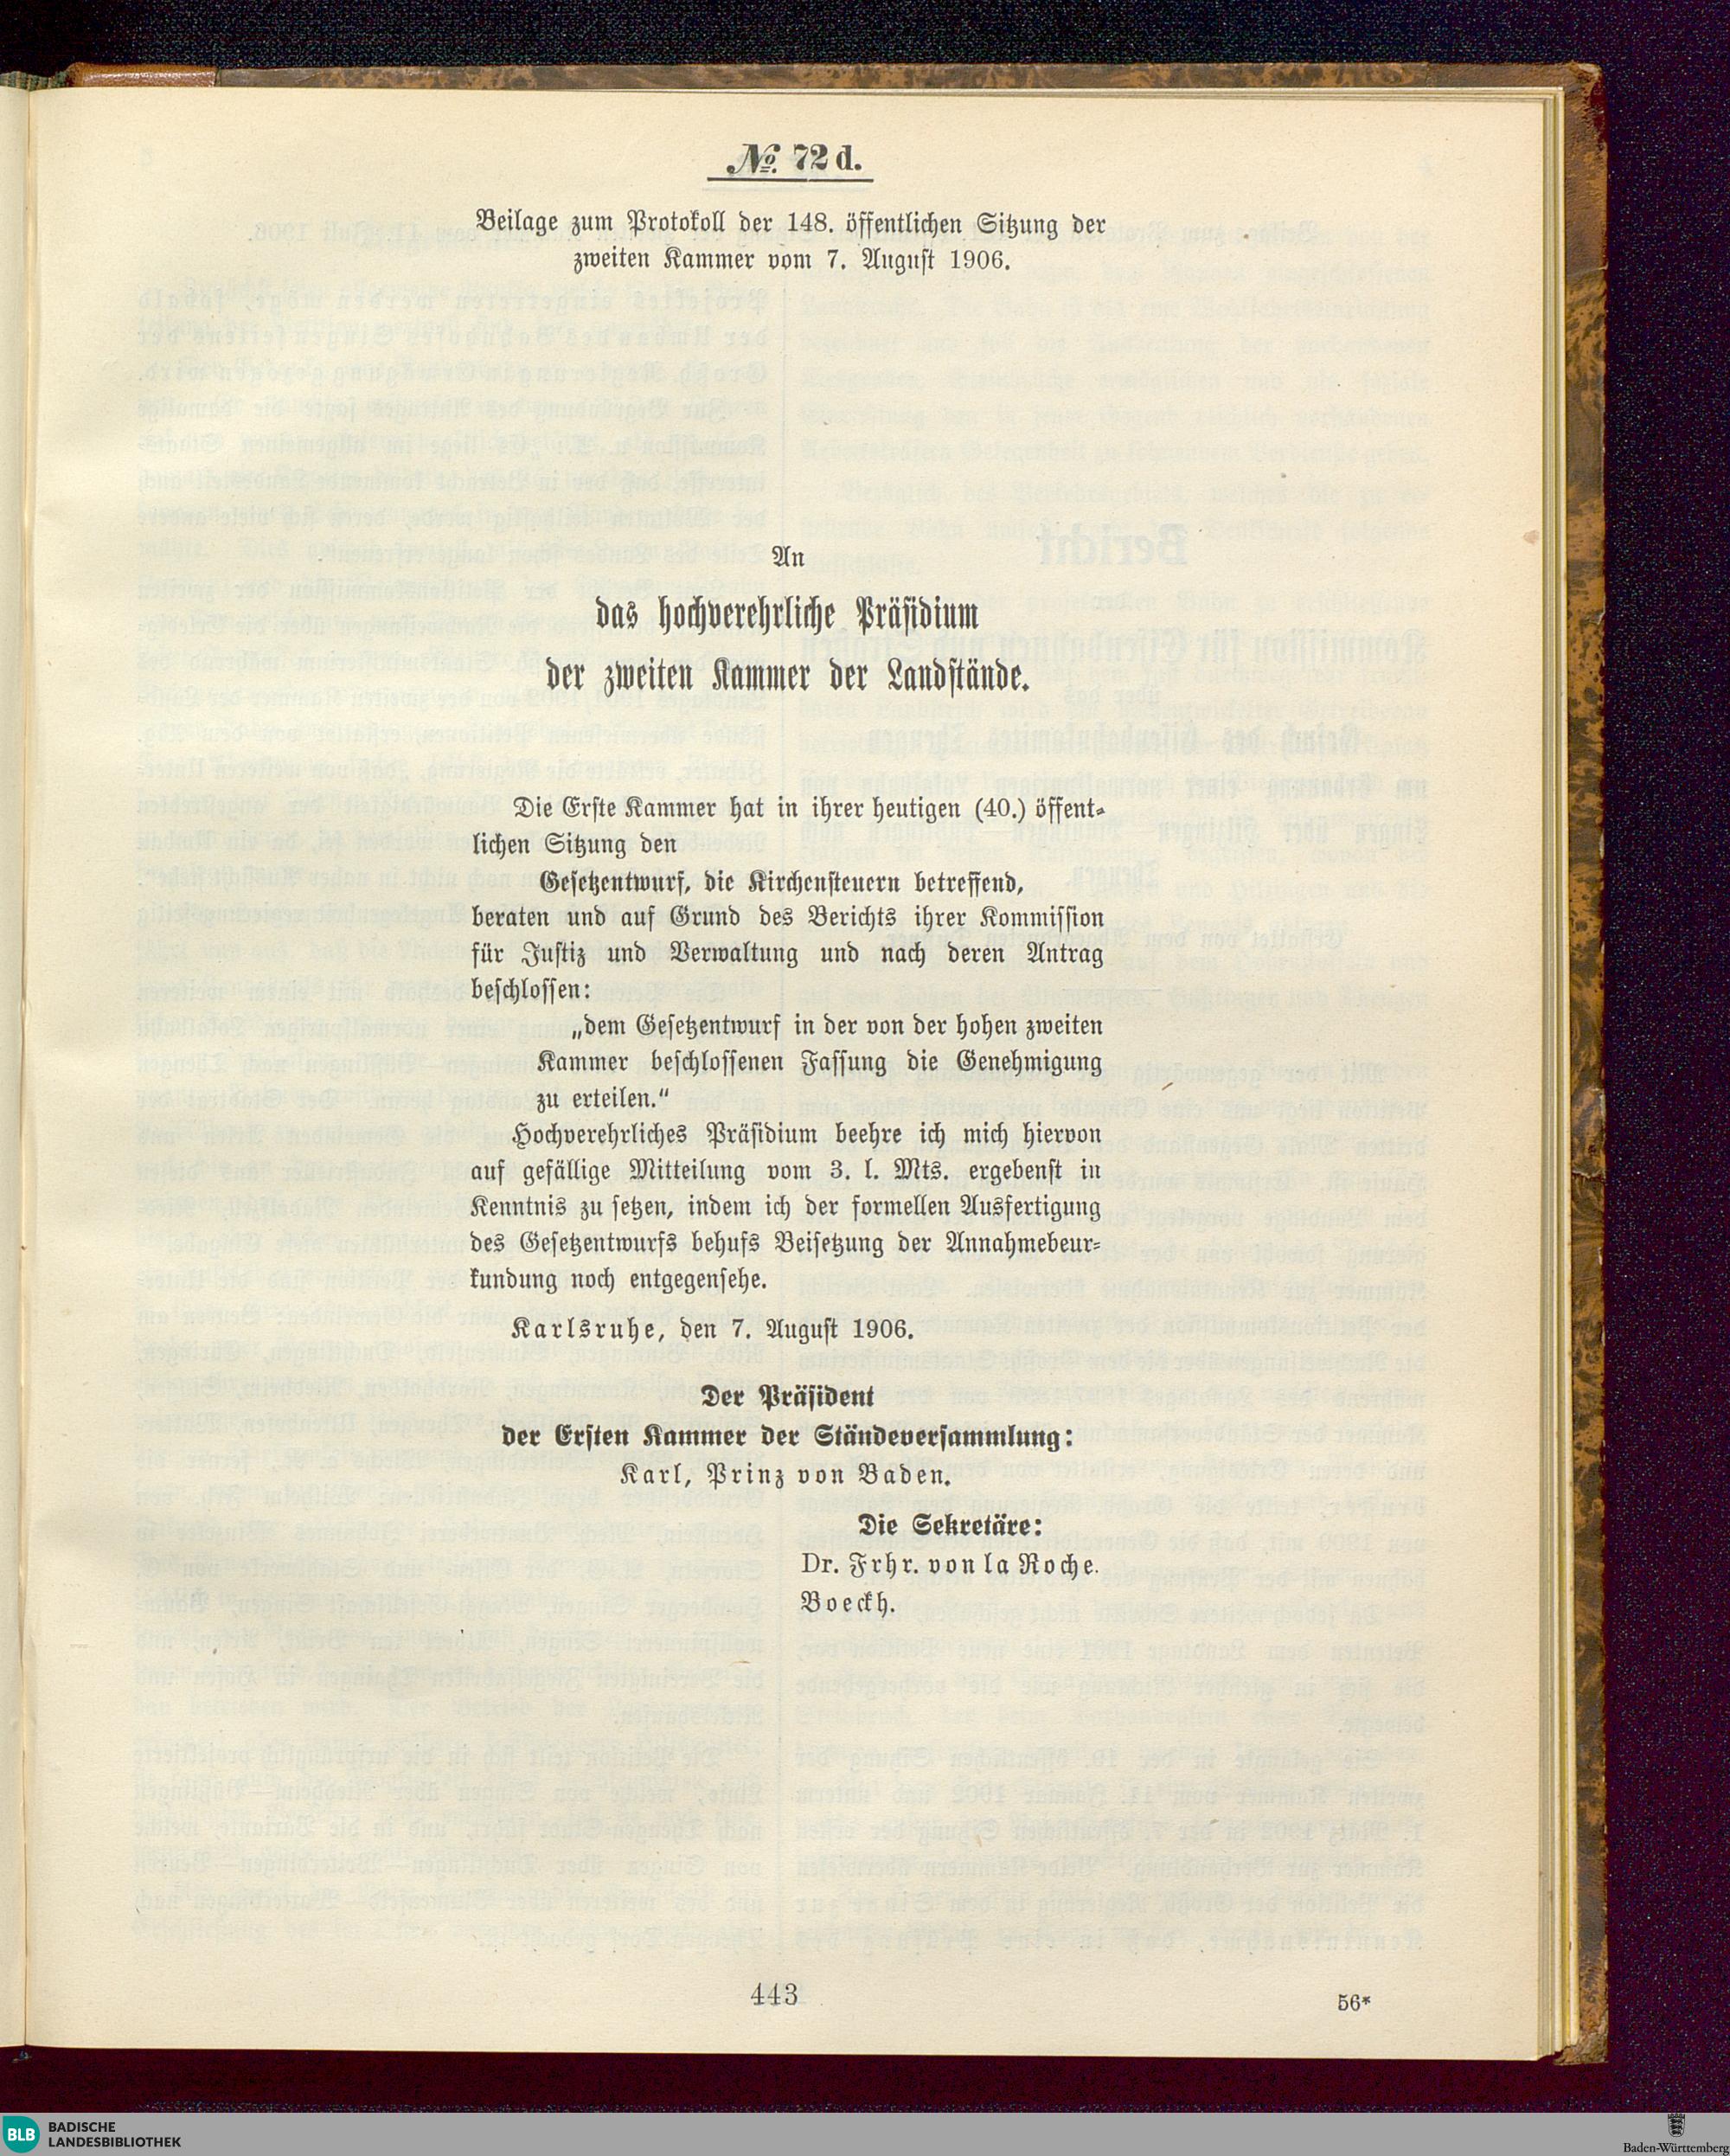 №. 72 d.
Beilage zum Protokoll der 148. öffentlichen Sitzung der
zweiten Kammer vom 7. August 1906.
An
das hochverehrliche Präsidium
der zweiten Kammer der Landstände.
Die Erste Kammer hat in ihrer heutigen (40.) öffent-
lichen Sitzung den
Gesetzentwurf, die Kirchensteuern betreffend,
beraten und auf Grund des Berichts ihrer Kommission
für Justiz und Verwaltung und nach deren Antrag
beschlossen:
„dem Gesetzentwurf in der von der hohen zweiten
Kammer beschlossenen Fassung die Genehmigung
zu erteilen.“
Hochverehrliches Präsidium beehre ich mich hiervon
auf gefällige Mitteilung vom 3. l. Mts. ergebenst in
Kenntnis zu setzen, indem ich der formellen Ausfertigung
des Gesetzentwurfs behufs Beisetzung der Annahmebeur-
kundung noch entgegensehe.
Karlsruhe, den 7. August 1906.
Der Präsident
der Ersten Kammer der Ständeversammlung:
Karl, Prinz von Baden.
Die Sekretäre:
Dr. Frhr. von la Roche.
Boeckh.
443
56*
BLB BADISCHE
LANDESBIBLIOTHEK
Baden-Württemberg